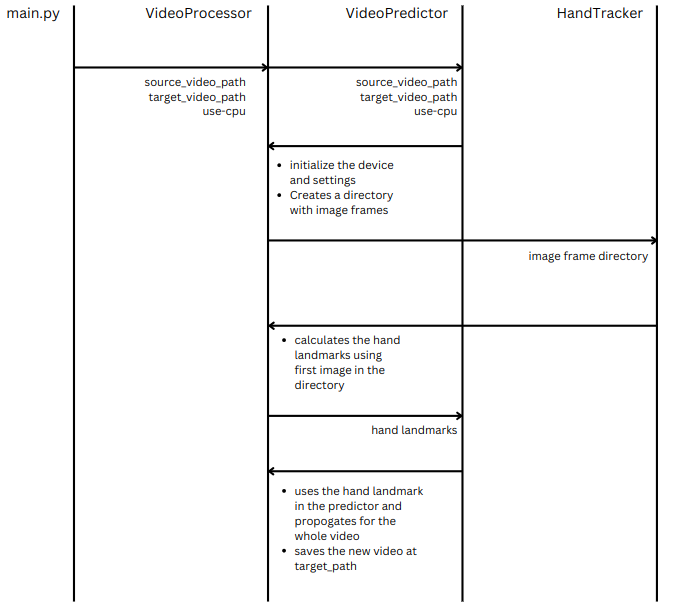 main.py VideoProcessor VideoPredictor HandTracker
source_video_path
target_video_path
use-cpu
source_video_path
target_video_path
use-cpu
• initialize the device
and settings
• Creates a directory
with image frames
image frame directory
• calculates the hand
landmarks using
first image in the
directory
hand landmarks
• uses the hand landmark
in the predictor and
propogates for the
whole video
• saves the new video at
target_path